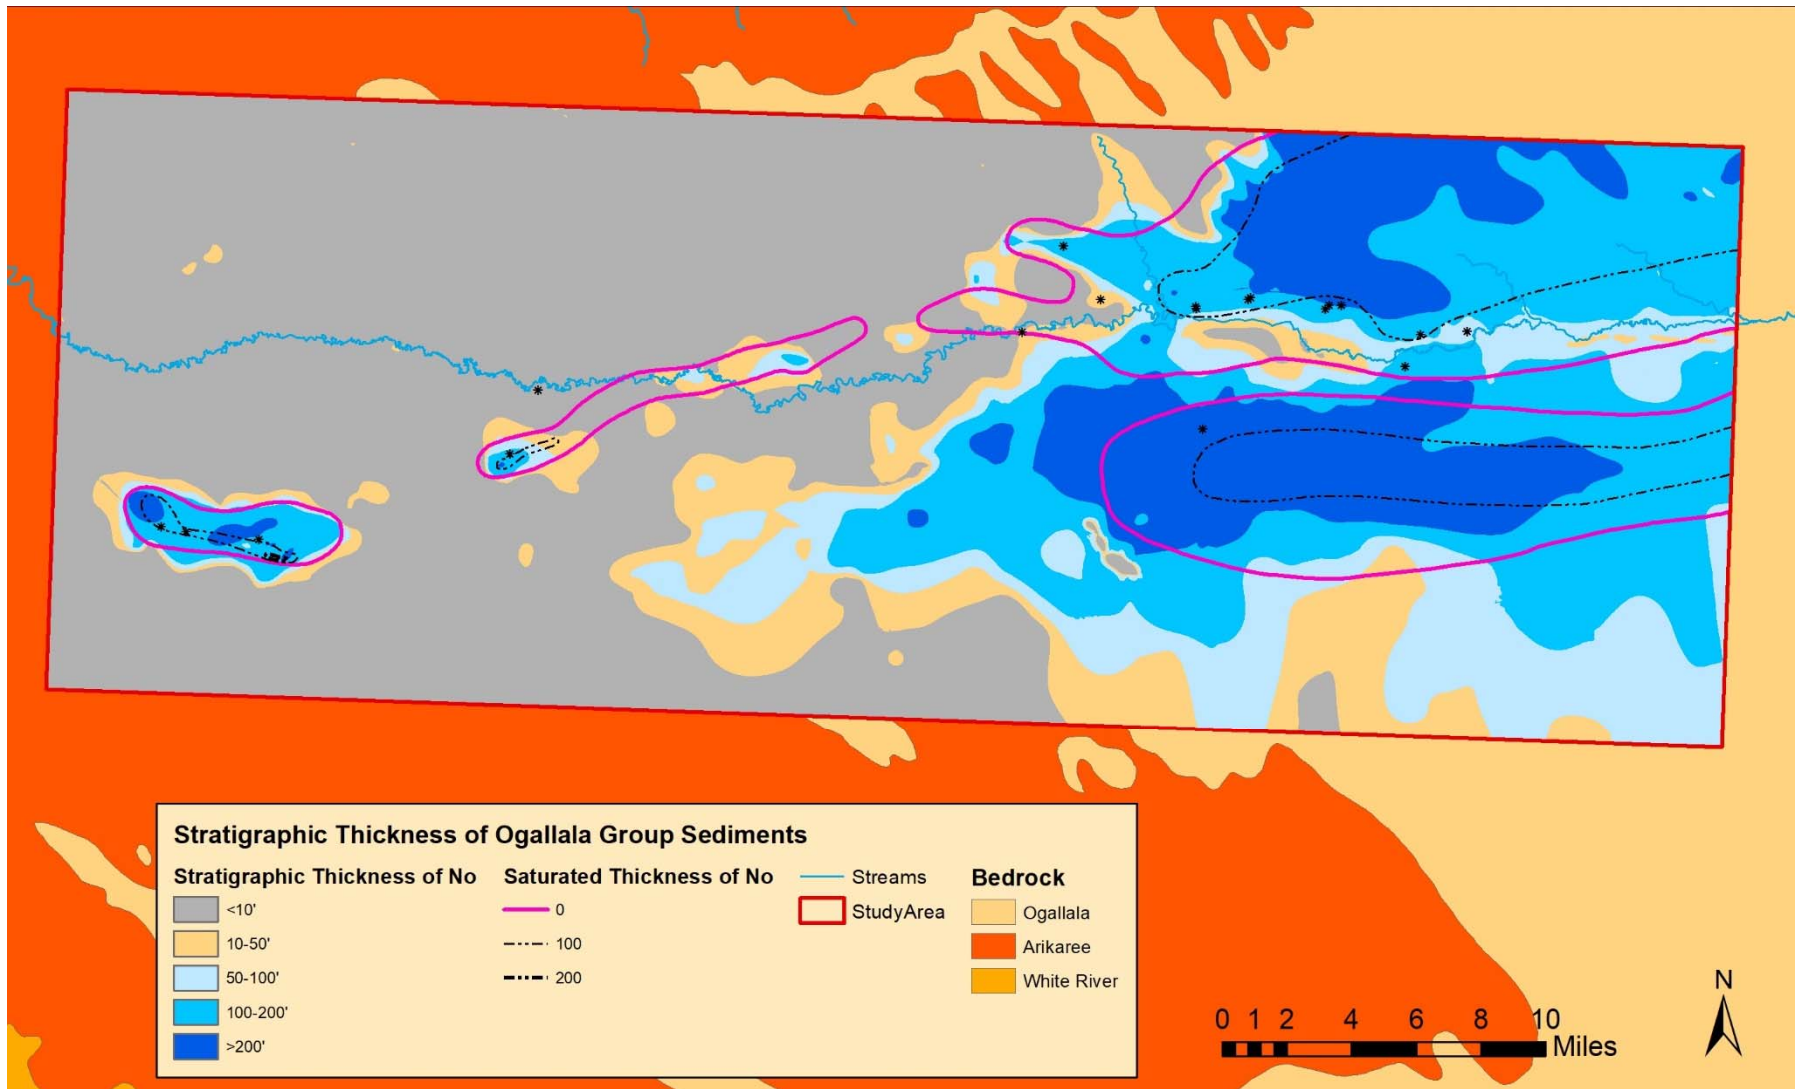 Stratigraphic Thickness of Ogallala Group Sediments
Stratigraphic Thickness of No
<10'
10-50'
50-100'
100-200'
>200'
Saturated Thickness of No
0
100
200
Streams
StudyArea
Bedrock
Ogallala
Arikaree
White River
0 1 2 4 6 8 10
Miles
N